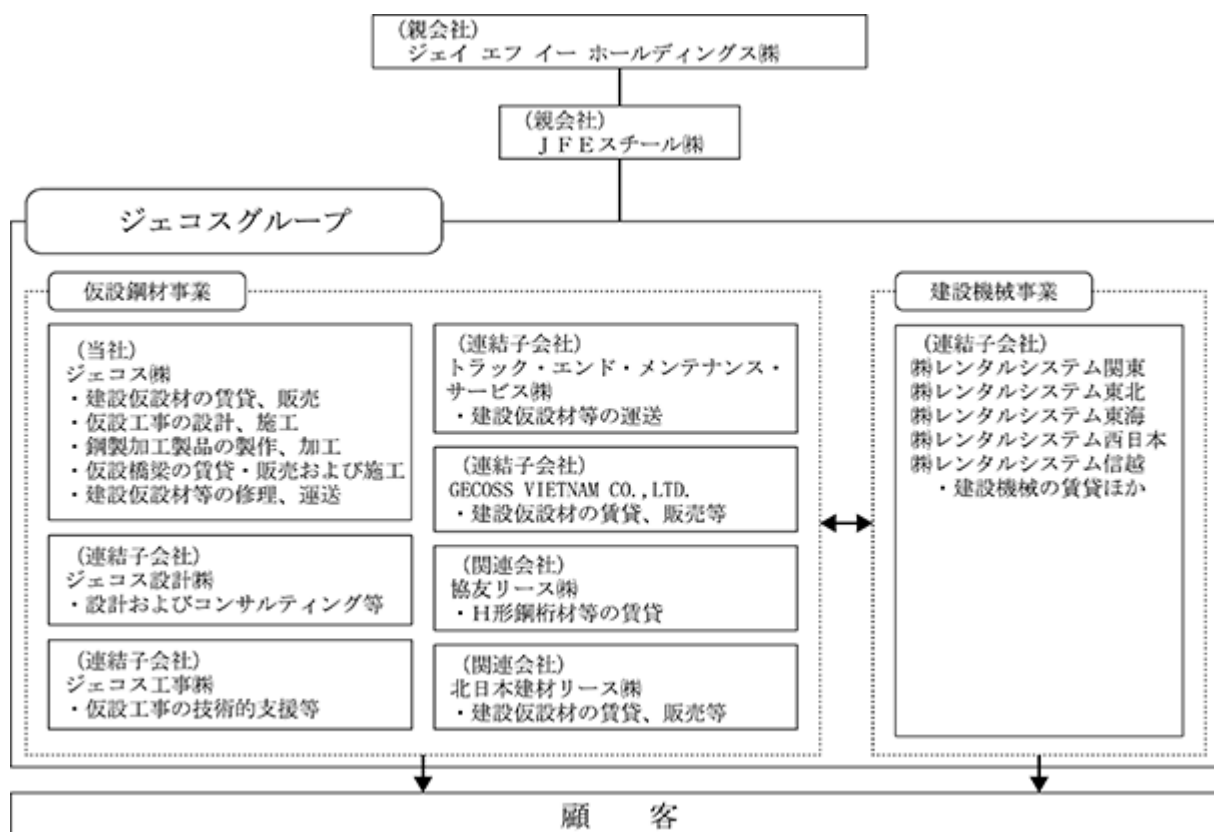 (親会社)
ジェイ エフ イー ホールディングス㈱
(親会社)
ＪＦＥスチール㈱
ジェコスグループ
仮設鋼材事業
(当社)
ジェコス㈱
・建設仮設材の賃貸、販売
・仮設工事の設計、施工
・鋼製加工製品の製作、加工
・仮設橋梁の賃貸・販売および施工
・建設仮設材等の修理、運送
(連結子会社)
ジェコス設計㈱
・設計およびコンサルティング等
(連結子会社)
ジェコス工事㈱
・仮設工事の技術的支援等
(連結子会社)
トラック・エンド・メンテナンス・
サービス㈱
・建設仮設材等の運送
(連結子会社)
GECOSS VIETNAM CO.,LTD.
・建設仮設材の賃貸、販売等
(関連会社)
協友リース㈱
・Ｈ形鋼桁材等の賃貸
(関連会社)
北日本建材リース㈱
・建設仮設材の賃貸、販売等
建設機械事業
(連結子会社)
㈱レンタルシステム関東
㈱レンタルシステム東北
㈱レンタルシステム東海
㈱レンタルシステム西日本
㈱レンタルシステム信越
・建設機械の賃貸ほか
顧　客